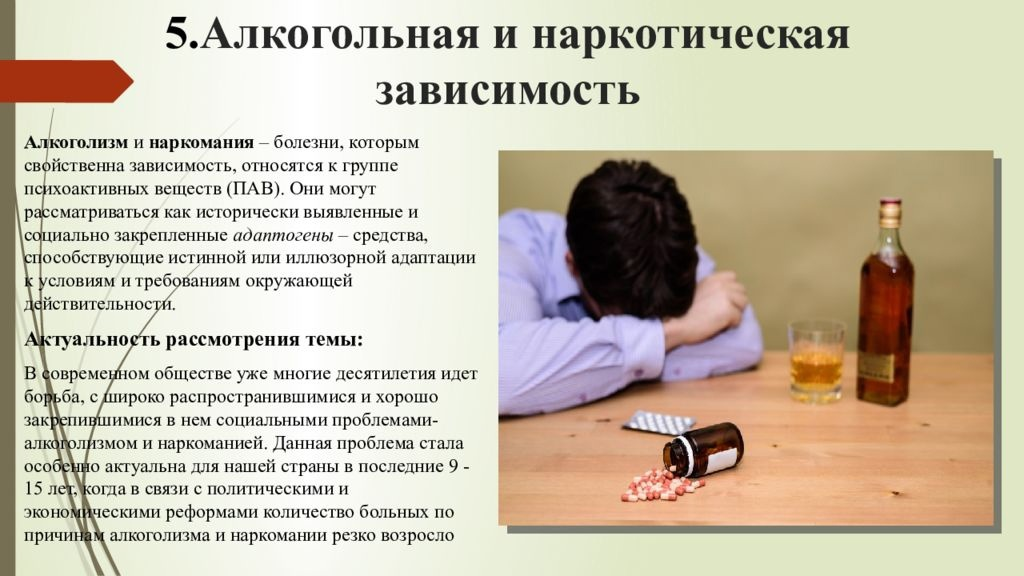 5.Алкогольная и наркотическая
зависимость
Алкоголизм и наркомания – болезни, которым
свойственна зависимость, относятся к группе
психоактивных веществ (ПАВ). Они могут
рассматриваться как исторически выявленные и
социально закрепленные адаптогены – средства,
способствующие истинной или иллюзорной адаптации
к условиям и требованиям окружающей
действительности.
Актуальность рассмотрения темы:
В современном обществе уже многие десятилетия идет
борьба, с широко распространившимися и хорошо
закрепившимися в нем социальными проблемами-
алкоголизмом и наркоманией. Данная проблема стала
особенно актуальна для нашей страны в последние 9 -
15 лет, когда в связи с политическими и
экономическими реформами количество больных по
причинам алкоголизма и наркомании резко возросло